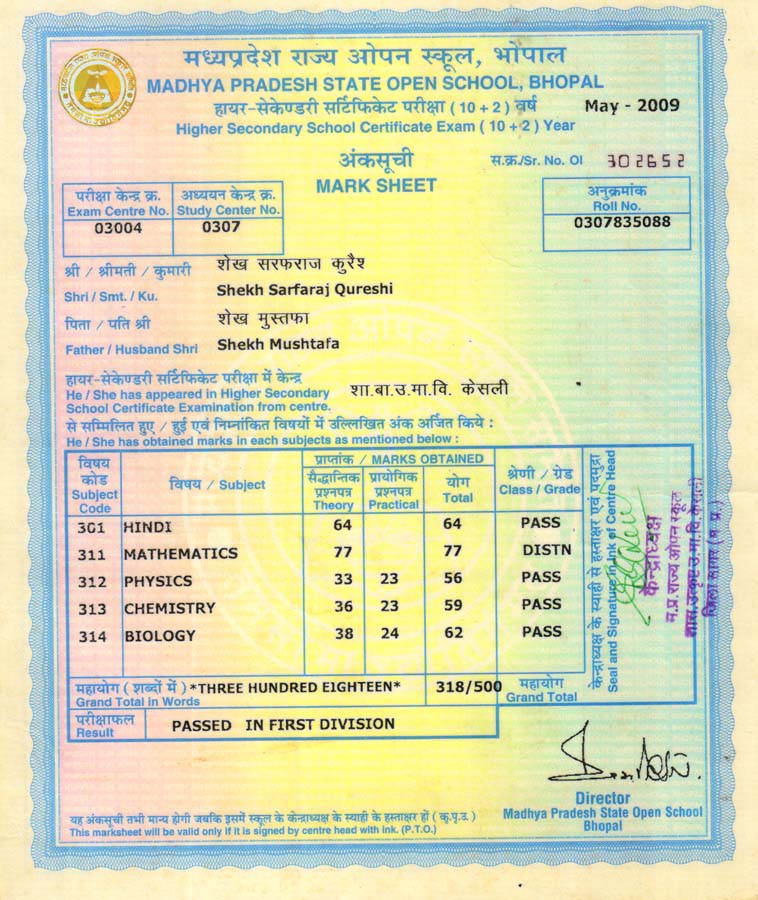 मध्यप्रदेश राज्य ओपन स्कूल, भोपाल
MADHYA PRADESH STATE OPEN SCHOOL, BHOPAL
हायर-सेकेण्डरी सर्टिफिकेट परीक्षा ( 10 + 2 ) वर्ष May - 2009
Higher Secondary School Certificate Exam ( 10 + 2 ) Year
अंकसूची स.क्र./Sr. No. OI 302652
MARK SHEET
परीक्षा केन्द्र क्र. अध्ययन केन्द्र क्र. अनुक्रमांक
Exam Centre No. Study Center No. Roll No.
03004 0307 0307835088
श्री / श्रीमती / कुमारी शेख सरफराज कुरैश
Shri / Smt. / Ku. Shekh Sarfaraj Qureshi
पिता / पति श्री शेख मुस्तफा
Father / Husband Shri Shekh Mushtafa
हायर-सेकेण्डरी सर्टिफिकेट परीक्षा में केन्द्र
He / She has appeared in Higher Secondary शा.बा.उ.मा.वि. केसली
School Certificate Examination from centre.
से सम्मिलित हुए / हुई एवं निम्नांकित विषयों में उल्लिखित अंक अर्जित किये :
He / She has obtained marks in each subjects as mentioned below :
विषय कोड Subject Code
विषय / Subject
प्राप्तांक / MARKS OBTAINED
सैद्धान्तिक प्रश्नपत्र Theory
प्रायोगिक प्रश्नपत्र Practical
योग Total
श्रेणी / ग्रेड Class / Grade
301 HINDI 64 64 PASS
311 MATHEMATICS 77 77 DISTN
312 PHYSICS 33 23 56 PASS
313 CHEMISTRY 36 23 59 PASS
314 BIOLOGY 38 24 62 PASS
महायोग ( शब्दों में ) *THREE HUNDRED EIGHTEEN* 318/500 महायोग
Grand Total in Words Grand Total
परीक्षाफल PASSED IN FIRST DIVISION
Result
केन्द्राध्यक्ष के स्याही से हस्ताक्षर एवं पदमुद्रा
Seal and Signature in Ink of Centre Head
केन्द्राध्यक्ष
म.प्र.राज्य ओपन स्कूल
शास. उत्कृष्ट उ.मा.वि. केसली
जिला सागर (म. प्र.)
Director
Madhya Pradesh State Open School
Bhopal
यह अंकसूची तभी मान्य होगी जबकि इसमें स्कूल के केन्द्राध्यक्ष के स्याही के हस्ताक्षर हों ( कृ.पृ.उ. )
This marksheet will be valid only if it is signed by centre head with ink. (P.T.O.)